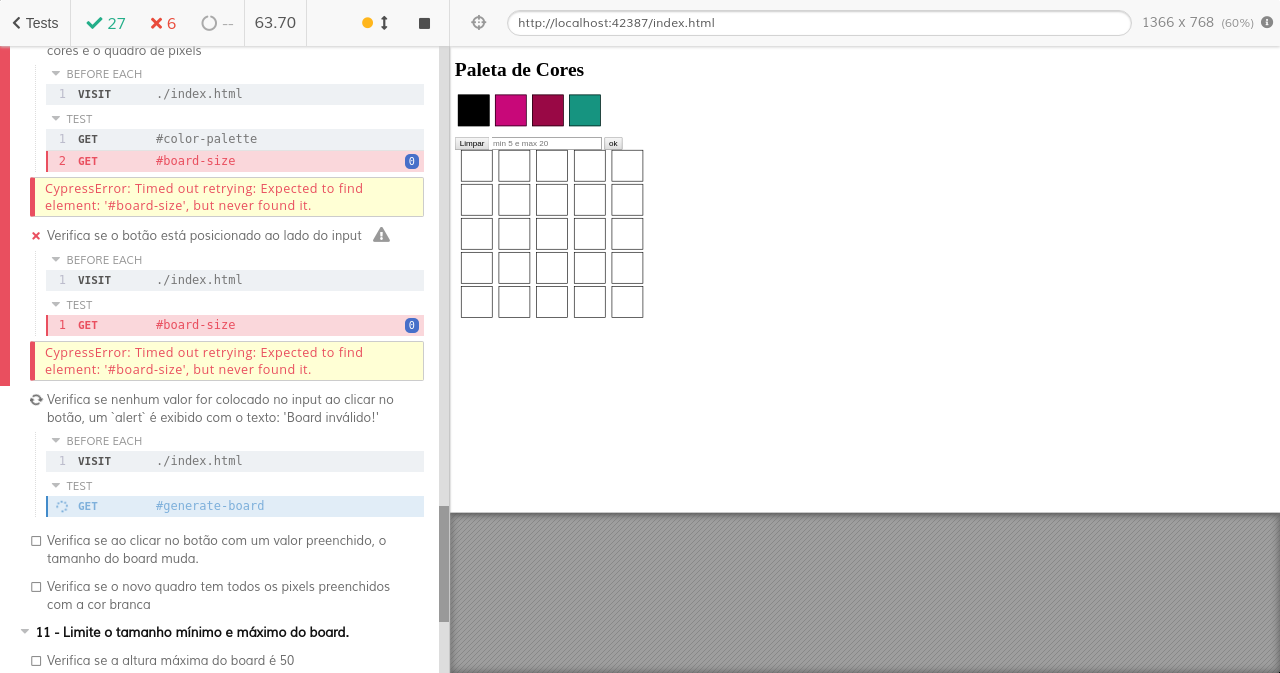 Tests 27 6 -- 63.70 http://localhost:42387/index.html 1366 x 768 (60%)
cores e o quadro de pixels
BEFORE EACH
1 VISIT ./index.html
TEST
1 GET #color-palette
2 GET #board-size 0
CypressError: Timed out retrying: Expected to find
element: '#board-size', but never found it.
Verifica se o botão está posicionado ao lado do input
BEFORE EACH
1 VISIT ./index.html
TEST
1 GET #board-size 0
CypressError: Timed out retrying: Expected to find
element: '#board-size', but never found it.
Verifica se nenhum valor for colocado no input ao clicar no
botão, um `alert` é exibido com o texto: 'Board inválido!'
BEFORE EACH
1 VISIT ./index.html
TEST
GET #generate-board
Verifica se ao clicar no botão com um valor preenchido, o
tamanho do board muda.
Verifica se o novo quadro tem todos os pixels preenchidos
com a cor branca
11 - Limite o tamanho mínimo e máximo do board.
Verifica se a altura máxima do board é 50
Paleta de Cores
Limpar min 5 e max 20 ok